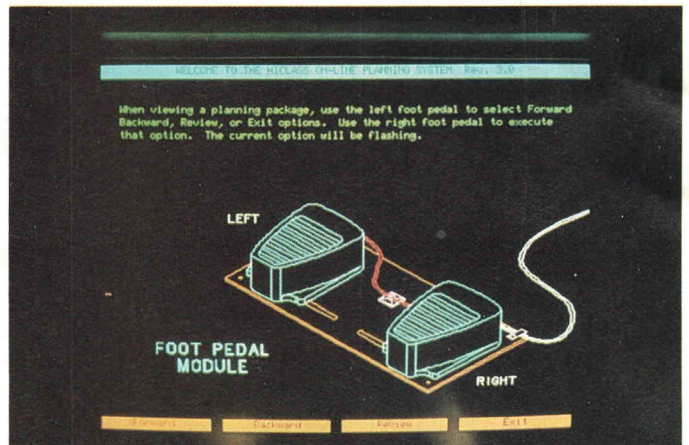 WELCOME TO THE HICLASS ON-LINE PLANNING SYSTEM Rev. 3.0
When viewing a planning package, use the left foot pedal to select Forward
Backward, Review, or Exit options. Use the right foot pedal to execute
that option. The current option will be flashing.
LEFT
FOOT PEDAL
MODULE
RIGHT
Forward Backward Review Exit